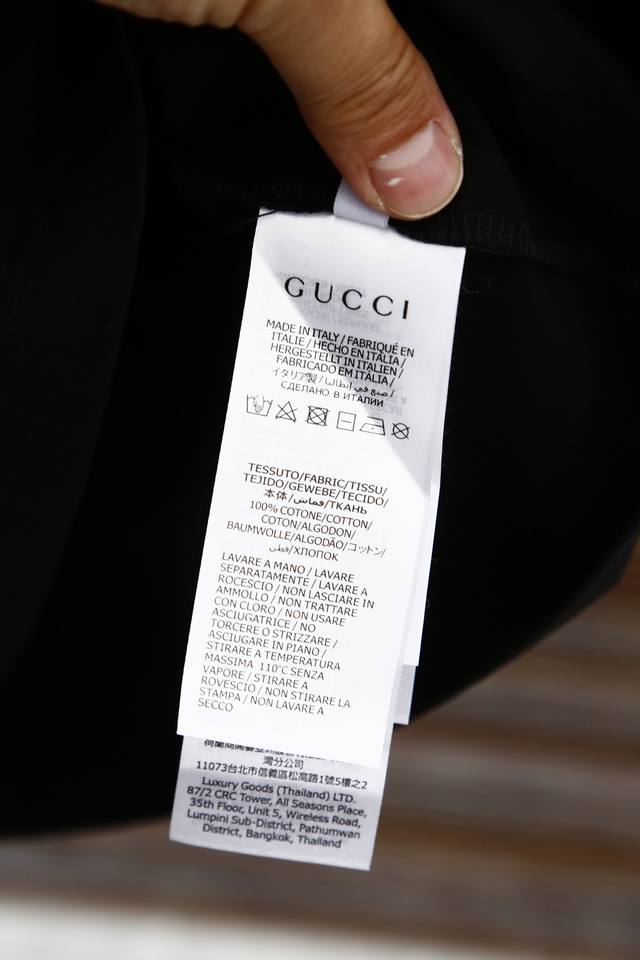 GUCCI
MADE IN ITALY / FABRIQUÉ EN
ITALIE / HECHO EN ITALIA /
HERGESTELLT IN ITALIEN /
FABRICADO EM ITÁLIA /
イタリア製 / صنع في ايطاليا /
СДЕЛАНО В ИТАЛИИ
TESSUTO/FABRIC/TISSU/
TEJIDO/GEWEBE/TECIDO/
本体/قماش/ТКАНЬ
100% COTONE/COTTON/
COTON/ALGODON/
BAUMWOLLE/ALGODÃO/コットン/
قطن/ХЛОПОК
LAVARE A MANO / LAVARE
SEPARATAMENTE / LAVARE A
ROCESCIO / NON LASCIARE IN
AMMOLLO / NON TRATTARE
CON CLORO / NON USARE
ASCIUGATRICE / NO
TORCERE O STRIZZARE /
ASCIUGARE IN PIANO /
STIRARE A TEMPERATURA
MASSIMA 110°C SENZA
VAPORE / STIRARE A
ROVESCIO / NON STIRARE LA
STAMPA / NON LAVARE A
SECCO
灣分公司
11073台北市信義區松高路1號5樓之2
Luxury Goods (Thailand) LTD.
87/2 CRC Tower, All Seasons Place,
35th Floor, Unit 5, Wireless Road,
Lumpini Sub-District, Pathumwan
District, Bangkok, Thailand